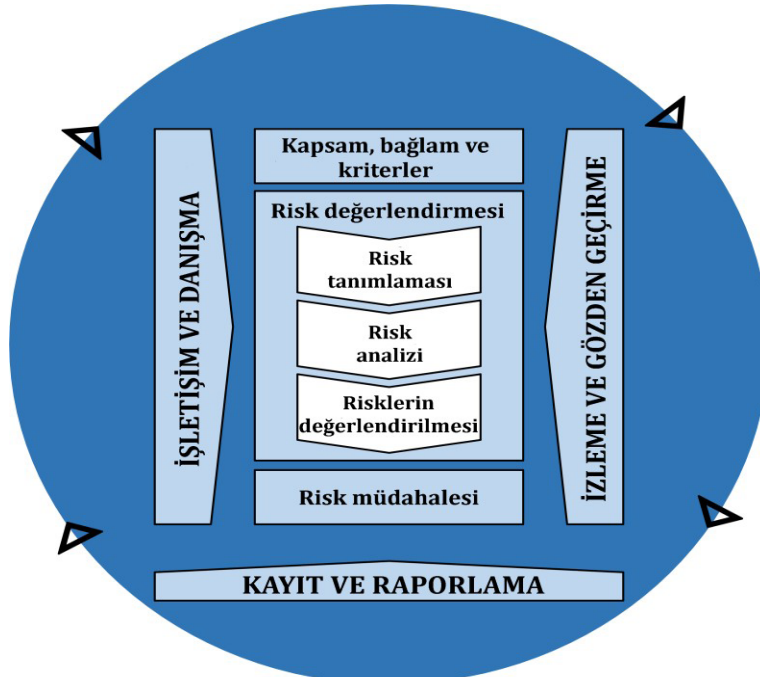 Kapsam, bağlam ve
kriterler
Risk değerlendirmesi
Risk
tanımlaması
Risk
analizi
Risklerin
değerlendirilmesi
Risk müdahalesi
İŞLETİŞİM VE DANIŞMA
İZLEME VE GÖZDEN GEÇİRME
KAYIT VE RAPORLAMA